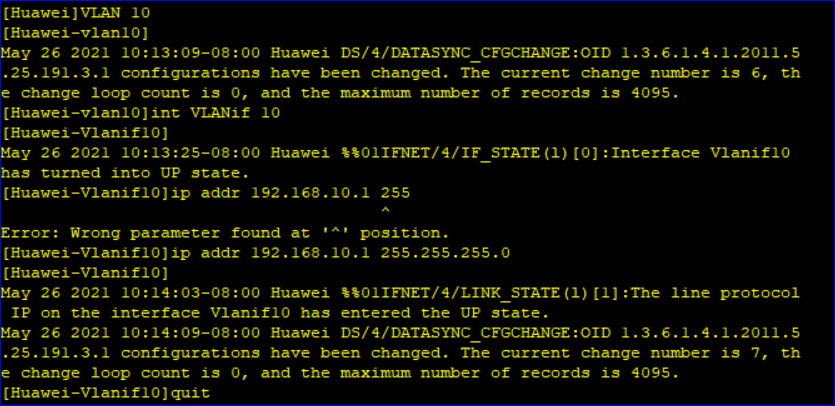 [Huawei]VLAN 10
[Huawei-vlan10]
May 26 2021 10:13:09-08:00 Huawei DS/4/DATASYNC_CFGCHANGE:OID 1.3.6.1.4.1.2011.5
.25.191.3.1 configurations have been changed. The current change number is 6, th
e change loop count is 0, and the maximum number of records is 4095.
[Huawei-vlan10]int VLANif 10
[Huawei-Vlanif10]
May 26 2021 10:13:25-08:00 Huawei %%01IFNET/4/IF_STATE(l)[0]:Interface Vlanif10
has turned into UP state.
[Huawei-Vlanif10]ip addr 192.168.10.1 255
^
Error: Wrong parameter found at '^' position.
[Huawei-Vlanif10]ip addr 192.168.10.1 255.255.255.0
[Huawei-Vlanif10]
May 26 2021 10:14:03-08:00 Huawei %%01IFNET/4/LINK_STATE(l)[1]:The line protocol
IP on the interface Vlanif10 has entered the UP state.
May 26 2021 10:14:09-08:00 Huawei DS/4/DATASYNC_CFGCHANGE:OID 1.3.6.1.4.1.2011.5
.25.191.3.1 configurations have been changed. The current change number is 7, th
e change loop count is 0, and the maximum number of records is 4095.
[Huawei-Vlanif10]quit